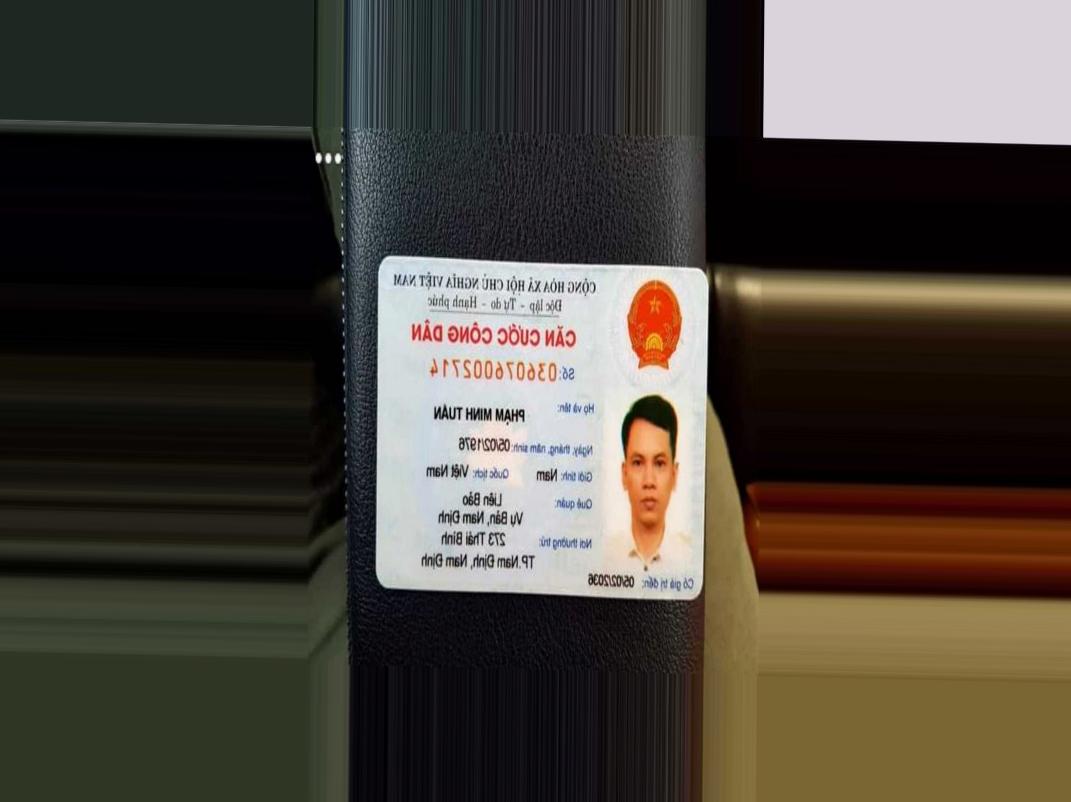 CỘNG HÒA XÃ HỘI CHỦ NGHĨA VIỆT NAM
Độc lập - Tự do - Hạnh phúc
CĂN CƯỚC CÔNG DÂN
Số: 036076002714
Họ và tên:
PHẠM MINH TUẤN
Ngày, tháng, năm sinh: 05/02/1976
Giới tính: Nam Quốc tịch: Việt Nam
Quê quán: Liên Bảo
Vụ Bản, Nam Định
Nơi thường trú: 273 Thái Bình
TP.Nam Định, Nam Định
Có giá trị đến: 05/02/2036